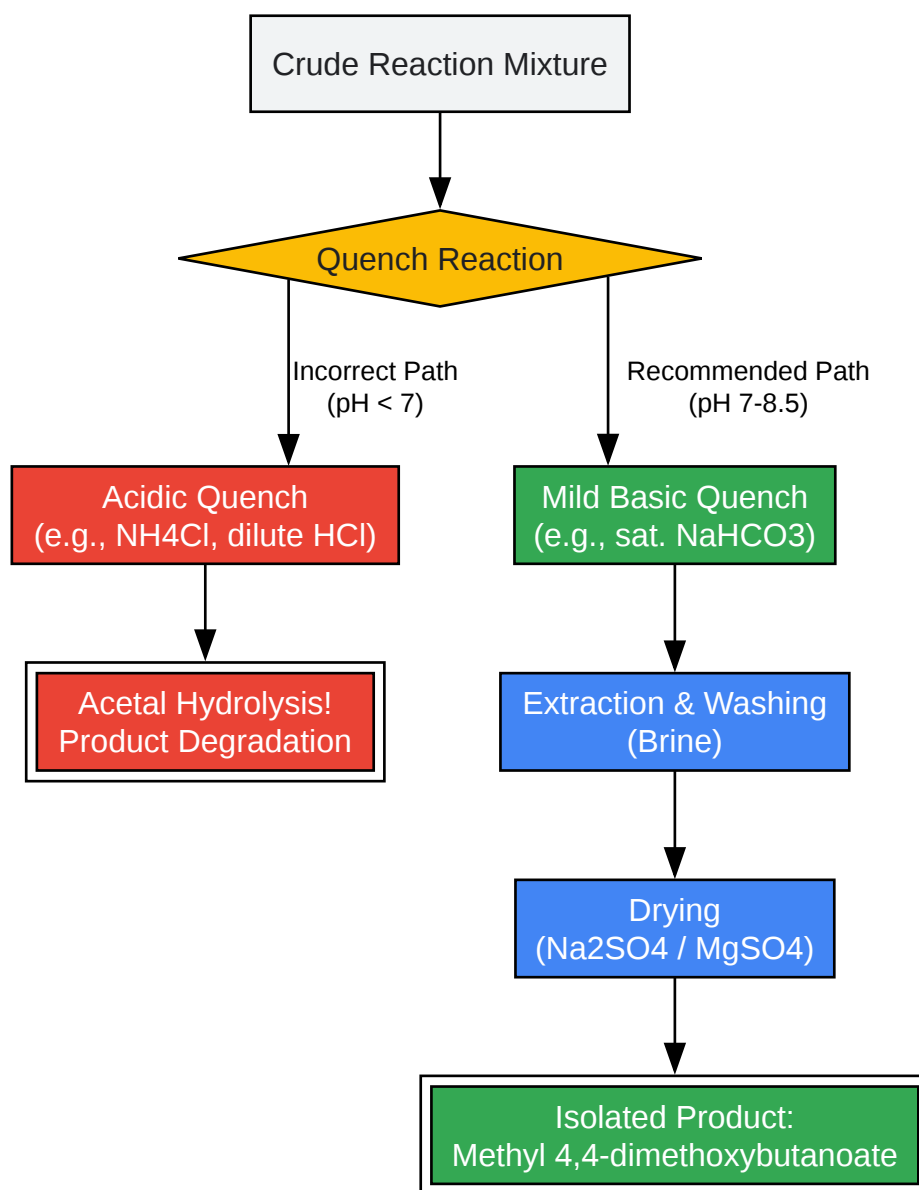 Crude Reaction Mixture
Quench Reaction
Incorrect Path
(pH < 7)
Recommended Path
(pH 7-8.5)
Acidic Quench
(e.g., NH4Cl, dilute HCl)
Mild Basic Quench
(e.g., sat. NaHCO3)
Acetal Hydrolysis!
Product Degradation
Extraction & Washing
(Brine)
Drying
(Na2SO4 / MgSO4)
Isolated Product:
Methyl 4,4-dimethoxybutanoate